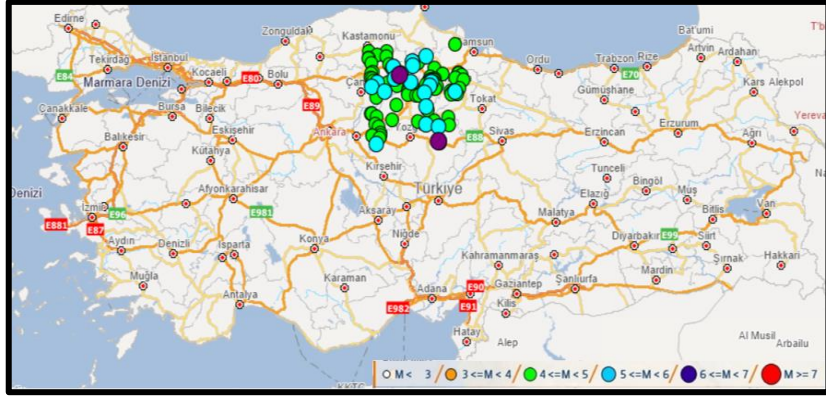 Edirne
Zonguldak
Kastamonu
Samsun
Bat'umi
Artvin
Ardahan
T'b
Tekirdağ
İstanbul
Ordu
Trabzon
Rize
E84
Marmara Denizi
Kocaeli
E80
Bolu
E70
Kars
Alekpol
E89
Gümüşhane
Çanakkale
Bursa
Bilecik
Tokat
Yereva
Balıkesir
Eskişehir
Ankara
Yozg
E88
Sivas
Erzincan
Erzurum
Ağrı
Kütahya
Kırşehir
Na
Denizi
Afyonkarahisar
Türkiye
Tunceli
Bingöl
Muş
Van
İzmir
E96
E981
Aksaray
Elazığ
Bitlis
E881
E87
Malatya
Aydın
Denizli
Isparta
Konya
Niğde
Diyarbakır
E99
Siirt
Hakkari
Muğla
Kahramanmaraş
Mardin
Şırnak
Karaman
Antalya
Adana
E90
Gaziantep
Şanlıurfa
E982
E91
Kilis
Hatay
Alep
Al Musil
Arbailu
KKTC
M < 3 / 3 <=M < 4 / 4 <=M < 5 / 5 <=M < 6 / 6 <=M < 7 / M >= 7